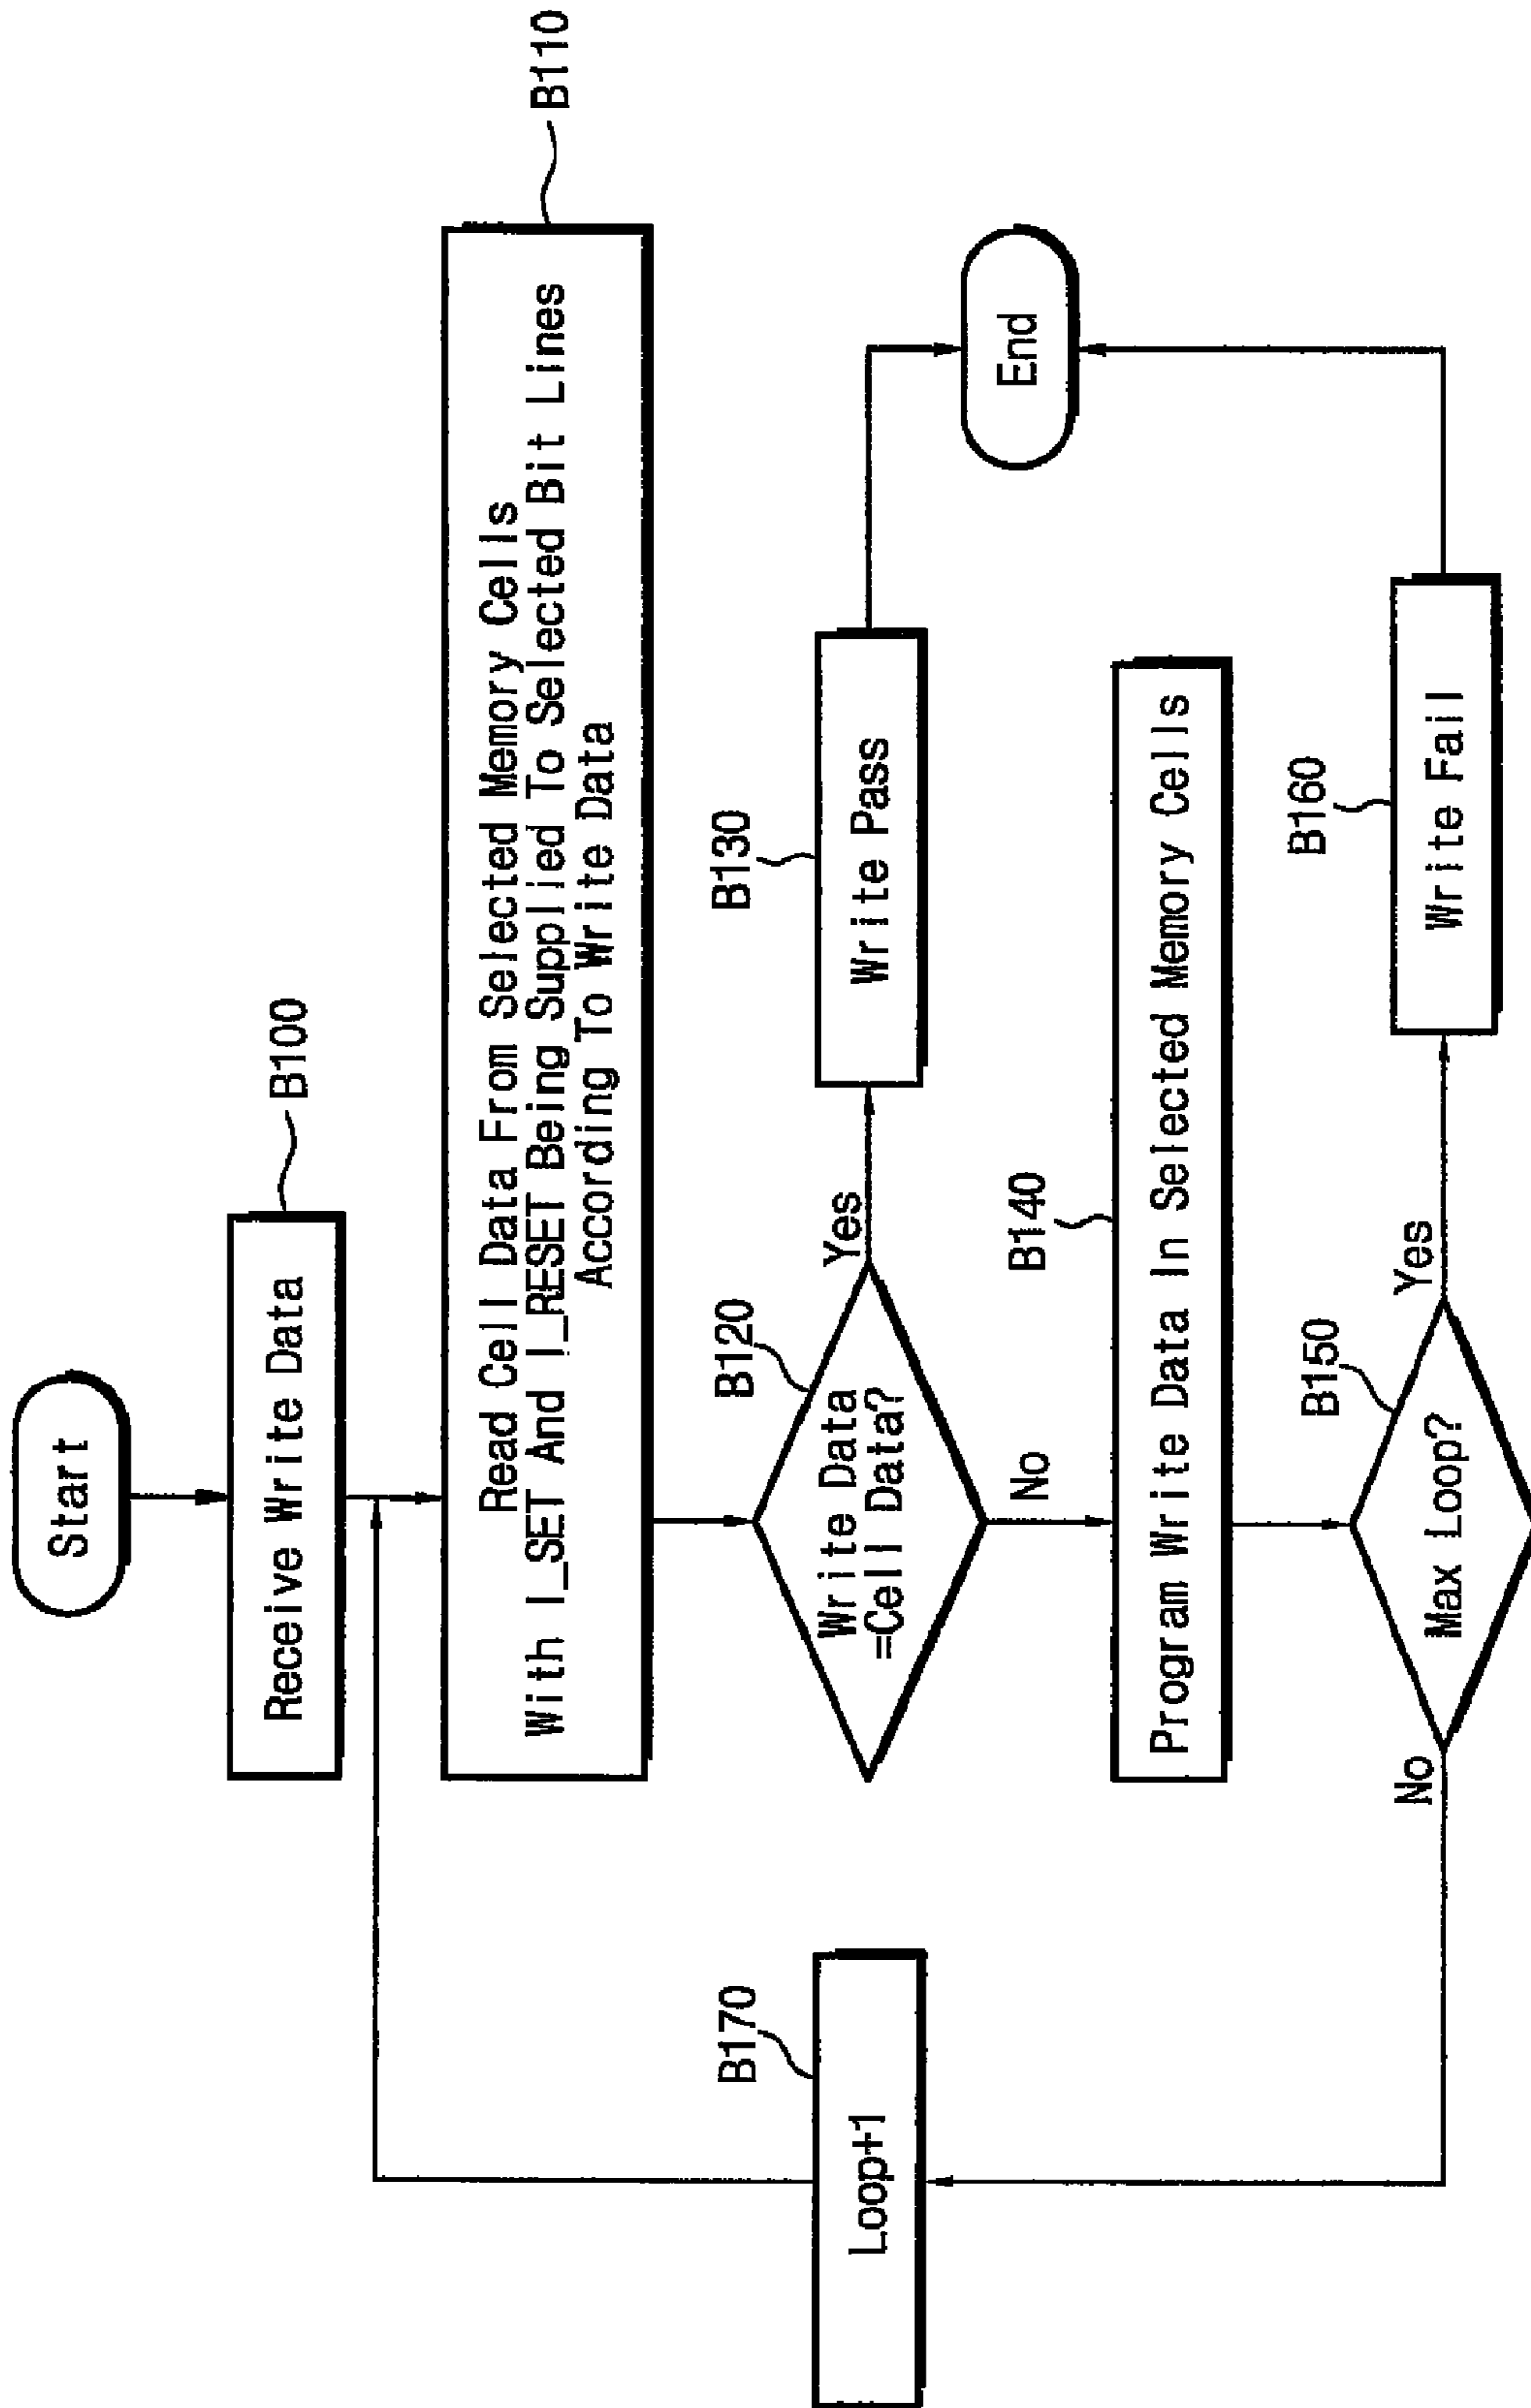 Start
Receive Write Data
B100
Read Cell Data From Selected Memory Cells
With I_SET And I_RESET Being Supplied To Selected Bit Lines
According To Write Data
B110
Write Data
=Cell Data?
B120
Yes
No
Write Pass
B130
End
Program Write Data In Selected Memory Cells
B140
Max Loop?
B150
Yes
No
Write Fail
B160
Loop+1
B170